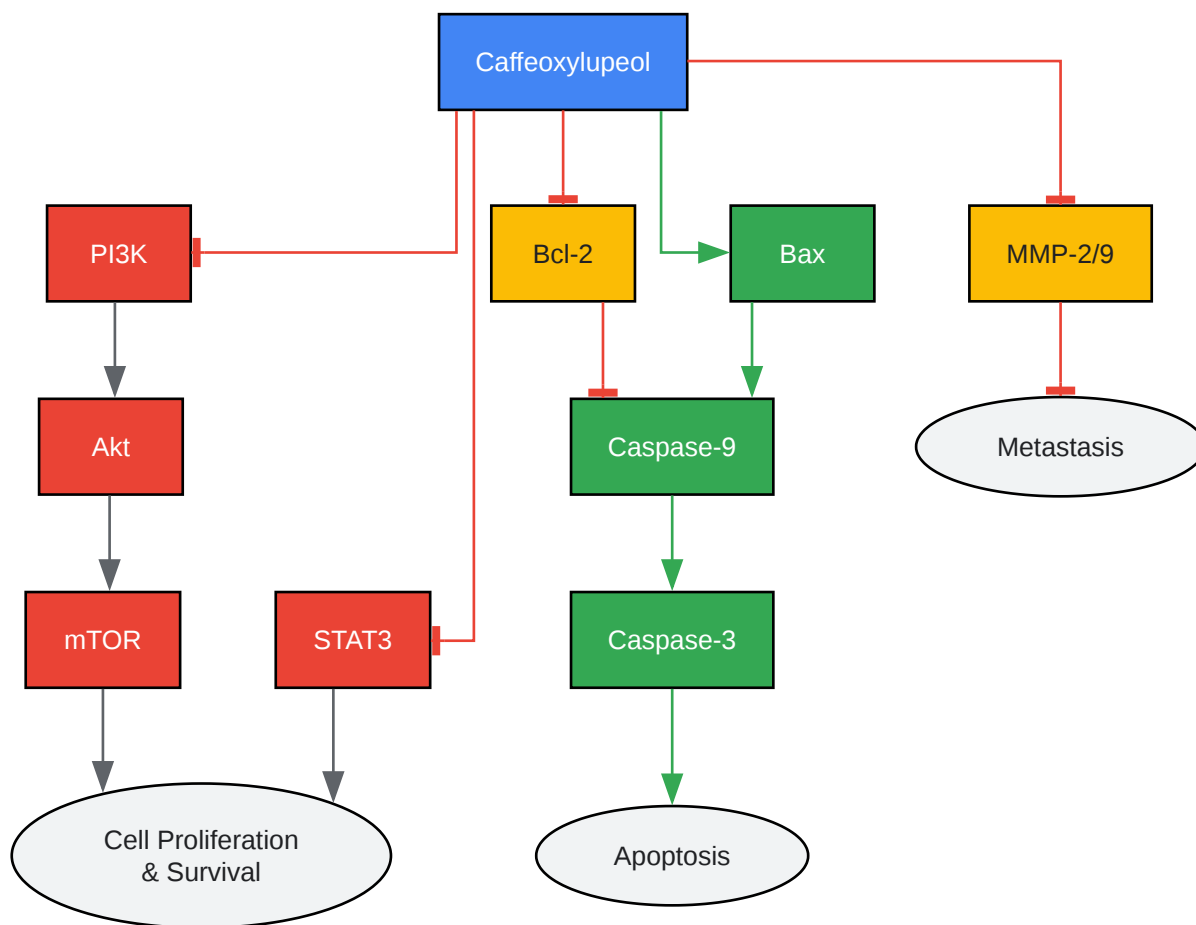 Caffeoxylupeol
PI3K
Bcl-2
Bax
MMP-2/9
Akt
Caspase-9
Metastasis
mTOR
STAT3
Caspase-3
Cell Proliferation
& Survival
Apoptosis